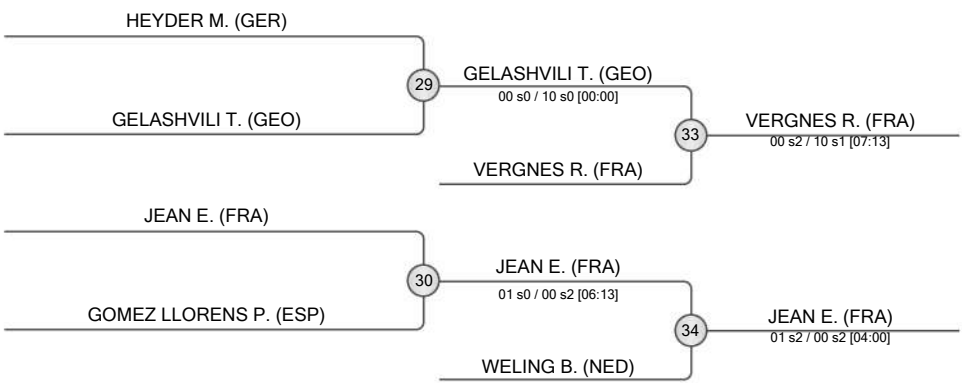 HEYDER M. (GER)
29
GELASHVILI T. (GEO)
00 s0 / 10 s0 [00:00]
GELASHVILI T. (GEO)
33
VERGNES R. (FRA)
00 s2 / 10 s1 [07:13]
VERGNES R. (FRA)
JEAN E. (FRA)
30
JEAN E. (FRA)
01 s0 / 00 s2 [06:13]
GOMEZ LLORENS P. (ESP)
34
JEAN E. (FRA)
01 s2 / 00 s2 [04:00]
WELING B. (NED)